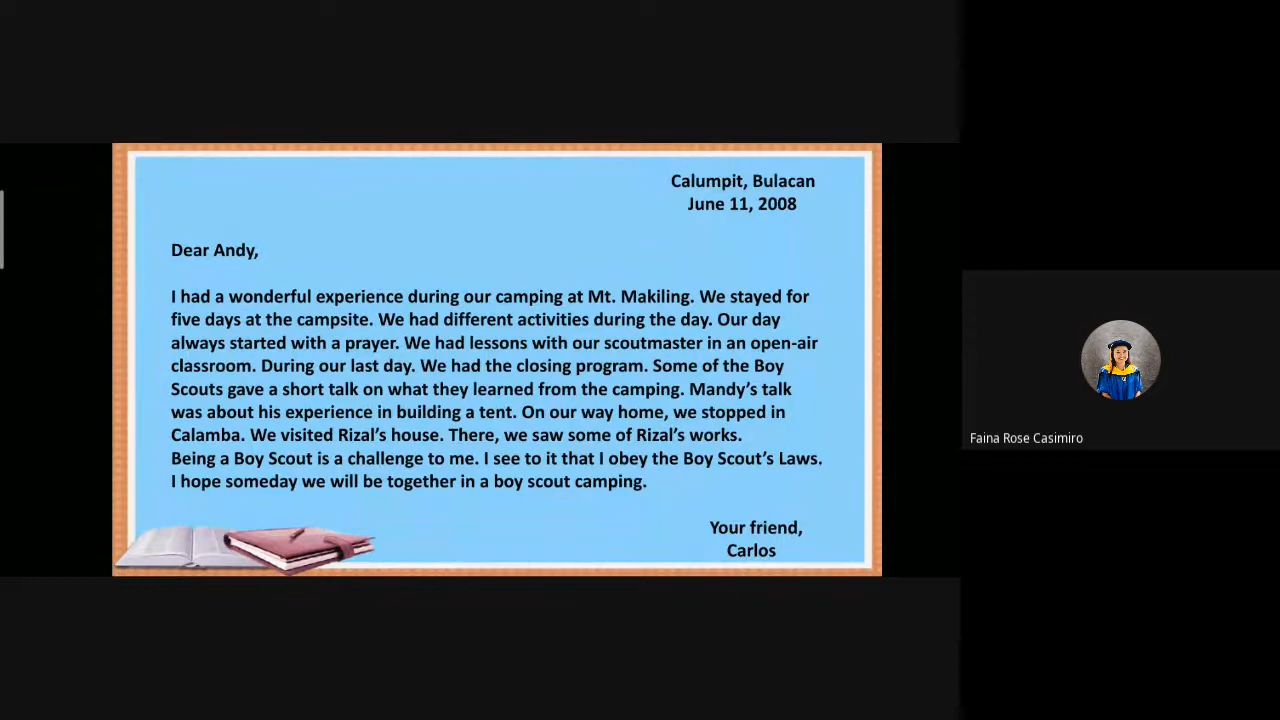 Calumpit, Bulacan
June 11, 2008
Dear Andy,
I had a wonderful experience during our camping at Mt. Makiling. We stayed for
five days at the campsite. We had different activities during the day. Our day
always started with a prayer. We had lessons with our scoutmaster in an open-air
classroom. During our last day. We had the closing program. Some of the Boy
Scouts gave a short talk on what they learned from the camping. Mandy’s talk
was about his experience in building a tent. On our way home, we stopped in
Calamba. We visited Rizal’s house. There, we saw some of Rizal’s works.
Being a Boy Scout is a challenge to me. I see to it that I obey the Boy Scout’s Laws.
I hope someday we will be together in a boy scout camping.
Your friend,
Carlos
Faina Rose Casimiro